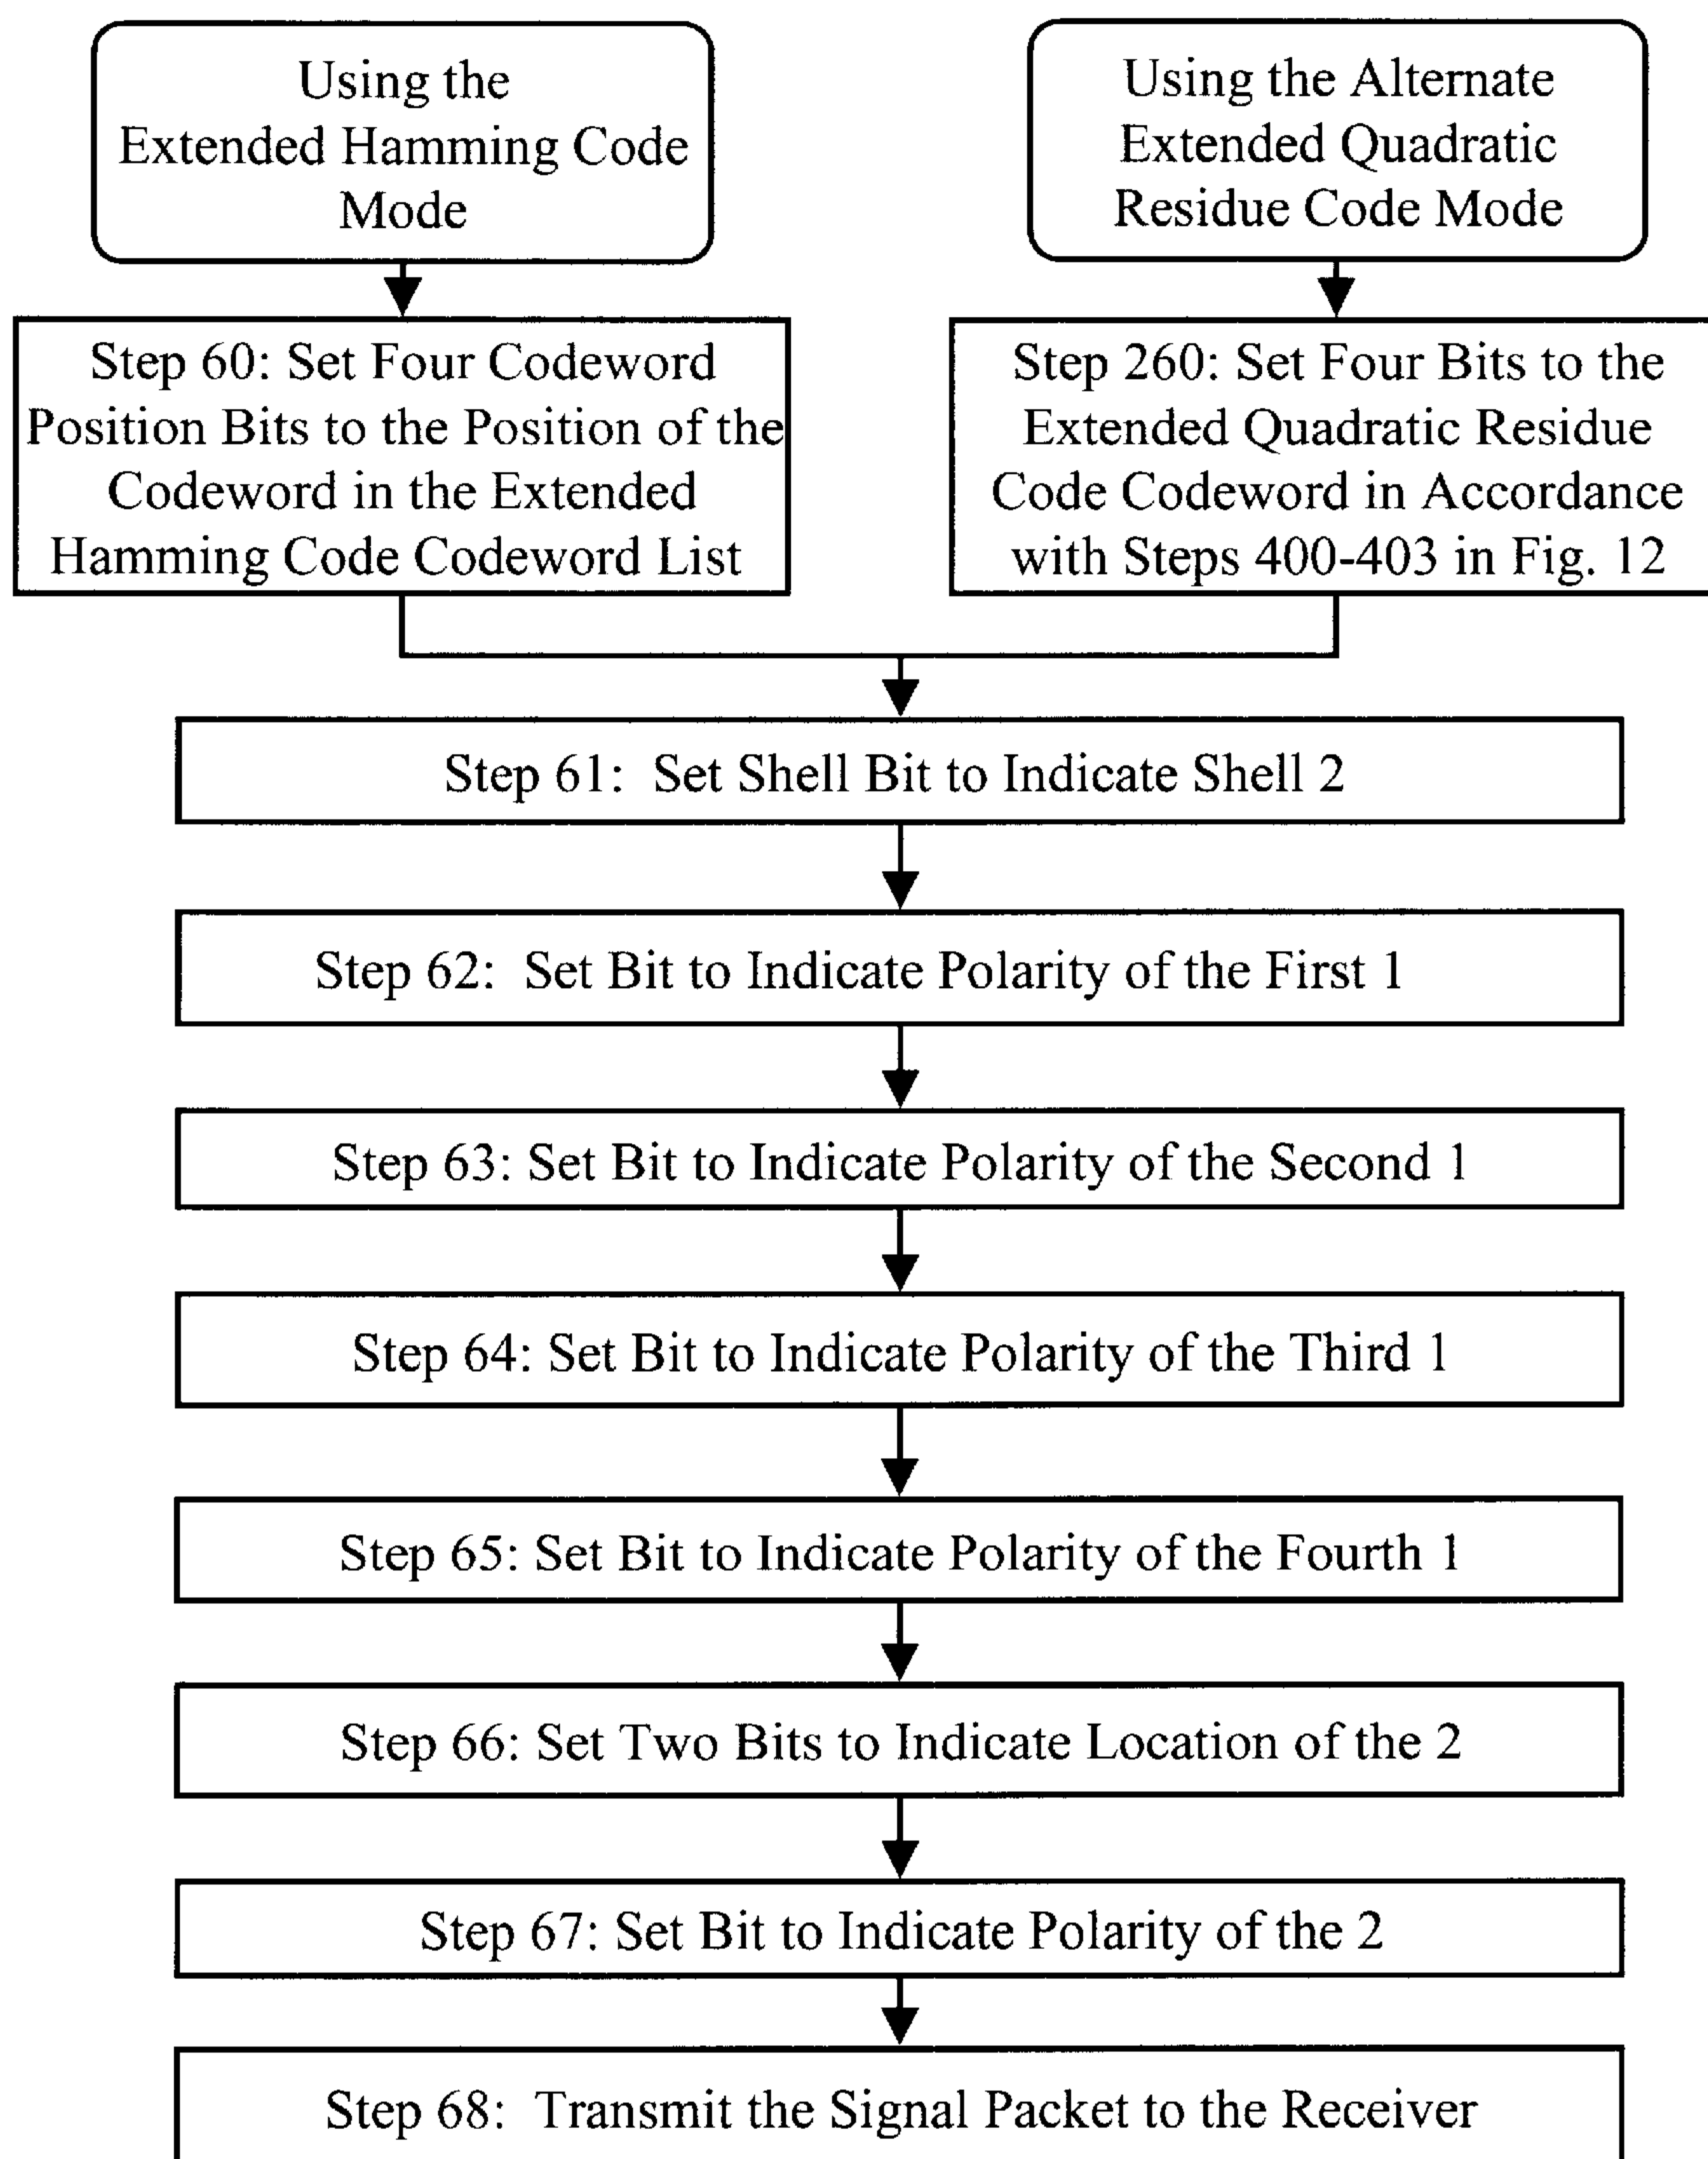 Using the
Extended Hamming Code
Mode
Using the Alternate
Extended Quadratic
Residue Code Mode
Step 60: Set Four Codeword
Position Bits to the Position of the
Codeword in the Extended
Hamming Code Codeword List
Step 260: Set Four Bits to the
Extended Quadratic Residue
Code Codeword in Accordance
with Steps 400-403 in Fig. 12
Step 61: Set Shell Bit to Indicate Shell 2
Step 62: Set Bit to Indicate Polarity of the First 1
Step 63: Set Bit to Indicate Polarity of the Second 1
Step 64: Set Bit to Indicate Polarity of the Third 1
Step 65: Set Bit to Indicate Polarity of the Fourth 1
Step 66: Set Two Bits to Indicate Location of the 2
Step 67: Set Bit to Indicate Polarity of the 2
Step 68: Transmit the Signal Packet to the Receiver